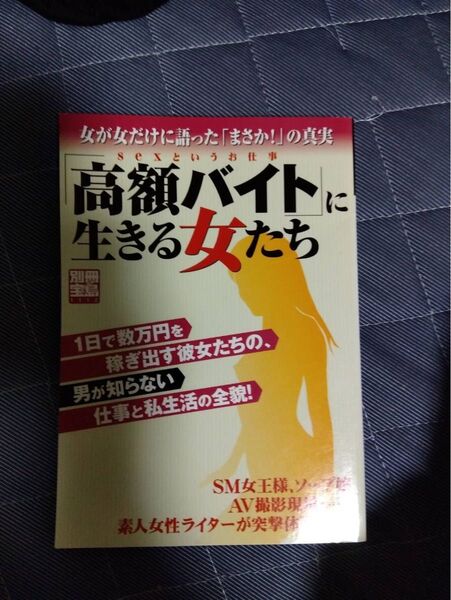 女が女だけに語った「まさか!」の真実
sexというお仕事
「高額バイト」に
生きる女たち
別冊
宝島
1日で数万円を
稼ぎ出す彼女たちの、
男が知らない
仕事と私生活の全貌!
SM女王様、
AV撮影現
素人女性ライターが突撃体